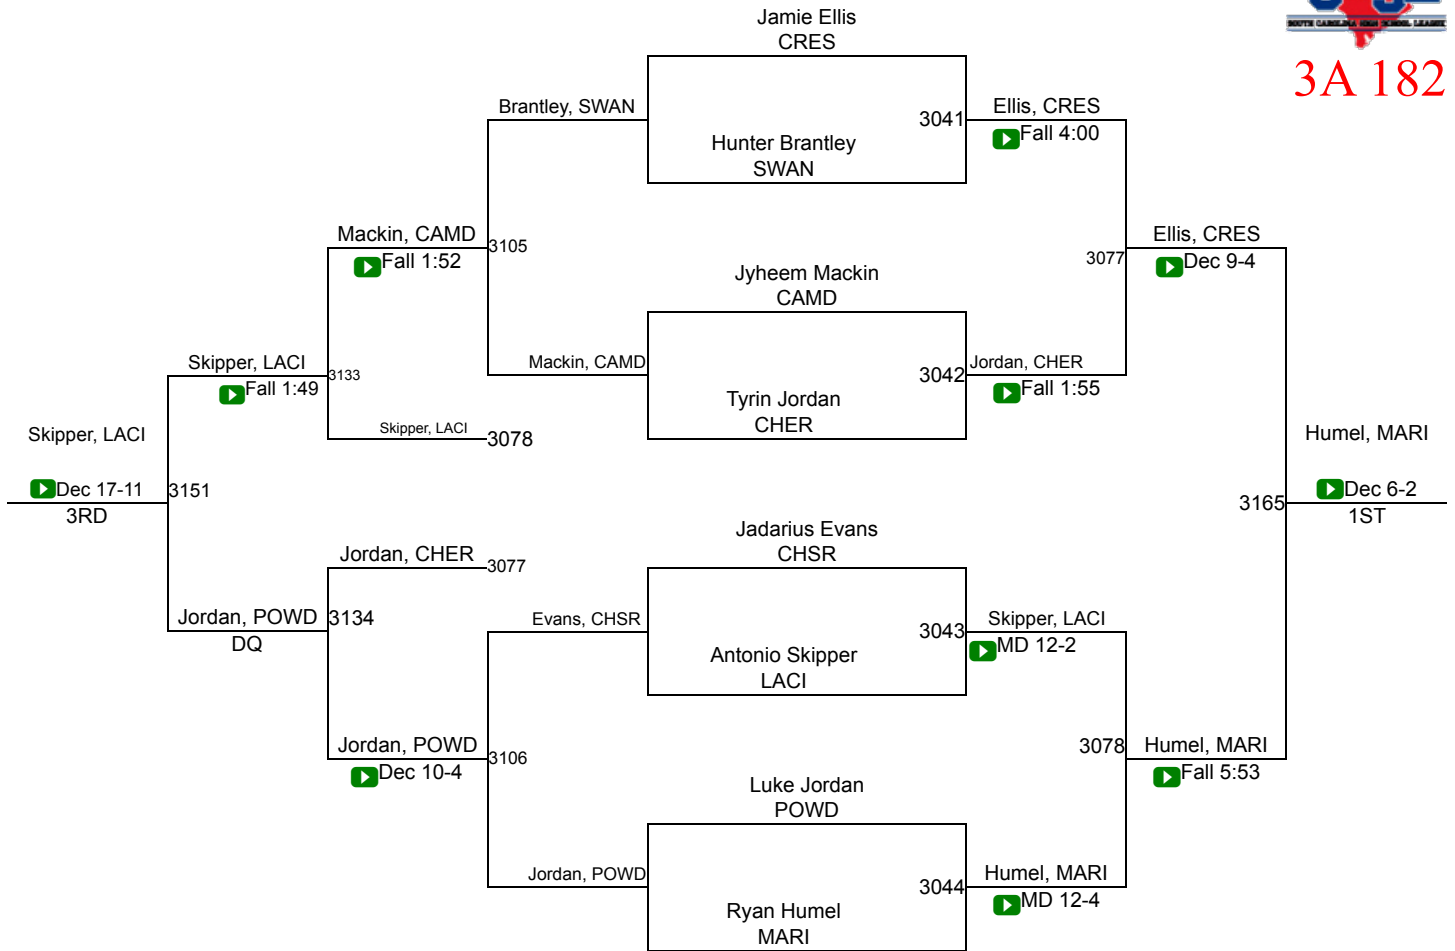 SOUTH CAROLINA HIGH SCHOOL LEAGUE
3A 182
Jamie Ellis
CRES
Brantley, SWAN
3041
Ellis, CRES
Fall 4:00
Hunter Brantley
SWAN
Mackin, CAMD
3105
Fall 1:52
Ellis, CRES
3077
Dec 9-4
Jyheem Mackin
CAMD
Skipper, LACI
3133
Fall 1:49
Mackin, CAMD
3042
Jordan, CHER
Fall 1:55
Tyrin Jordan
CHER
Skipper, LACI
3078
Skipper, LACI
Dec 17-11
3RD
3151
Humel, MARI
3165
Dec 6-2
1ST
Jadarius Evans
CHSR
Jordan, CHER
3077
Jordan, POWD
3134
DQ
Evans, CHSR
3043
Skipper, LACI
MD 12-2
Antonio Skipper
LACI
Jordan, POWD
3106
Dec 10-4
3078
Humel, MARI
Fall 5:53
Luke Jordan
POWD
Jordan, POWD
3044
Humel, MARI
MD 12-4
Ryan Humel
MARI